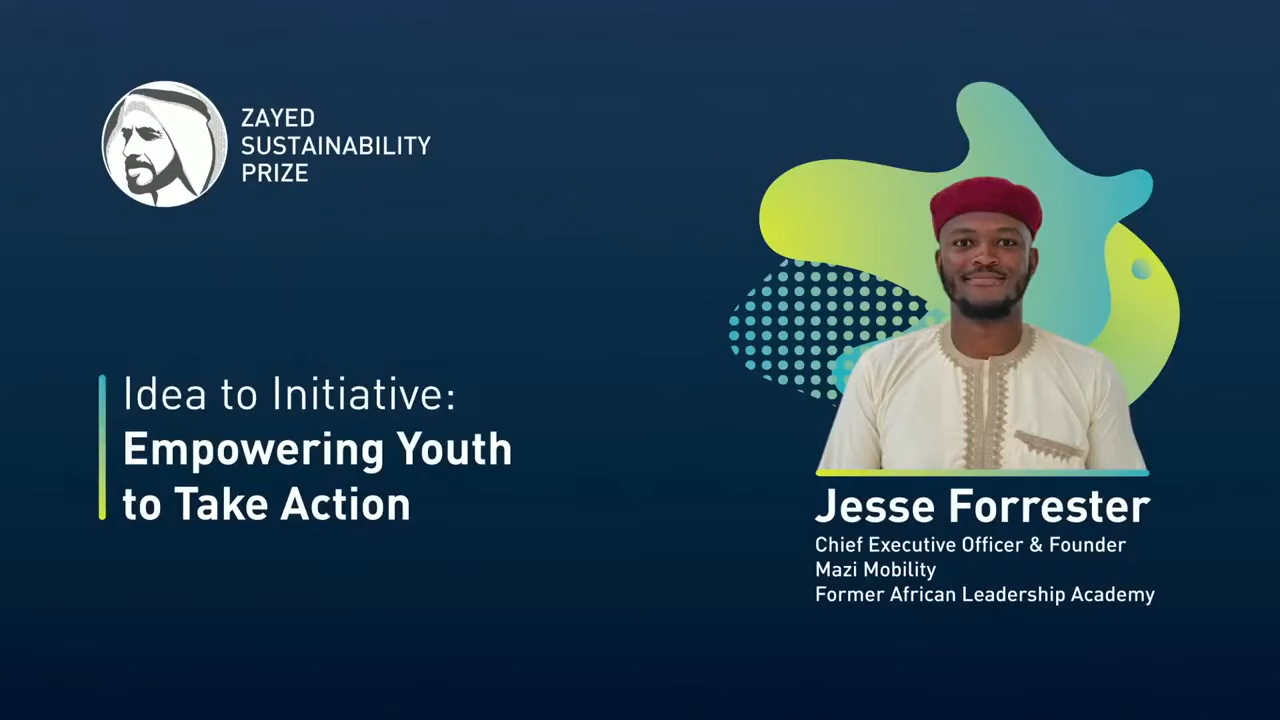 ZAYED
SUSTAINABILITY
PRIZE
Idea to Initiative:
Empowering Youth
to Take Action
Jesse Forrester
Chief Executive Officer & Founder
Mazi Mobility
Former African Leadership Academy